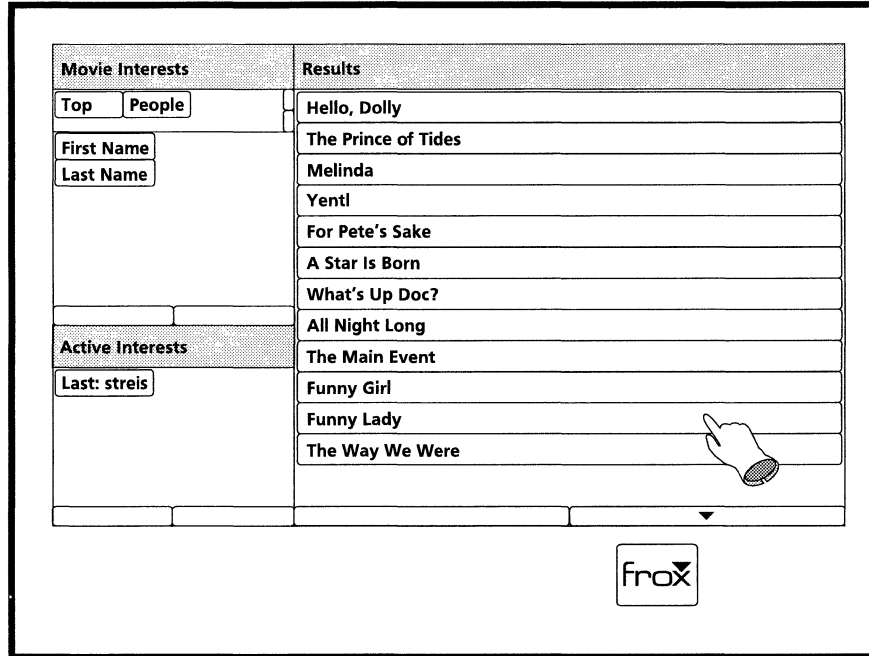 Movie Interests
Top People
First Name
Last Name
Active Interests
Last: streis
Results
Hello, Dolly
The Prince of Tides
Melinda
Yentl
For Pete's Sake
A Star Is Born
What's Up Doc?
All Night Long
The Main Event
Funny Girl
Funny Lady
The Way We Were
frox